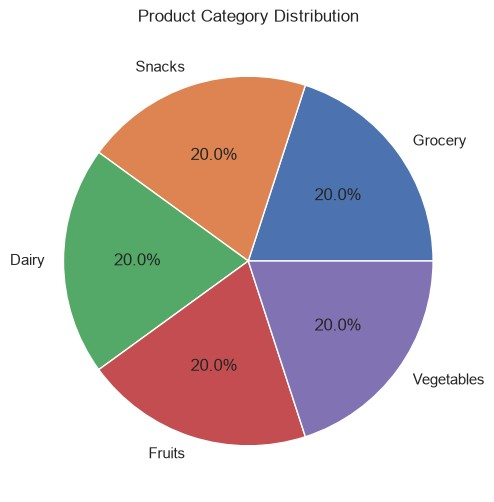 Product Category Distribution
Snacks
Grocery
20.0%
20.0%
Dairy
20.0%
20.0%
20.0%
Vegetables
Fruits